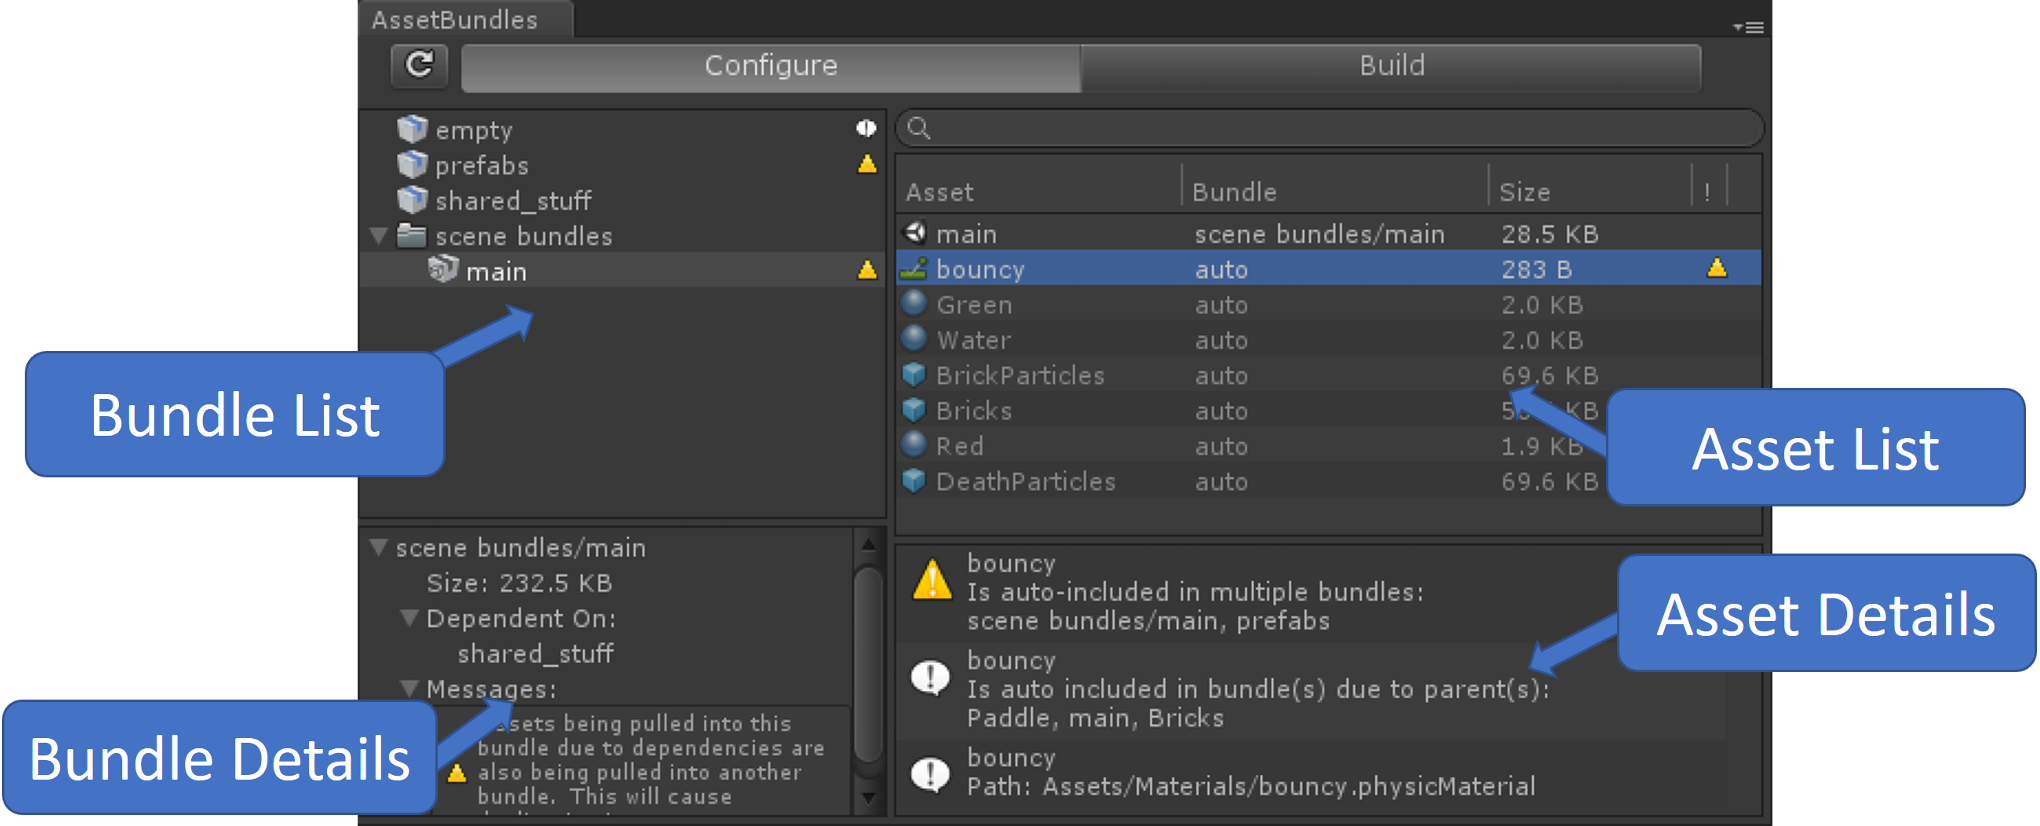 AssetBundles
Configure
Build
empty
prefabs
shared_stuff
scene bundles
main
Asset Bundle Size !
main scene bundles/main 28.5 KB
bouncy auto 283 B
Green auto 2.0 KB
Water auto 2.0 KB
BrickParticles auto 69.6 KB
Bricks auto KB
Red auto 1.9 KB
DeathParticles auto 69.6 KB
Bundle List
Asset List
scene bundles/main
Size: 232.5 KB
Dependent On:
shared_stuff
Messages:
being pulled into this
bundle due to dependencies are
also being pulled into another
bundle. This will cause
Bundle Details
bouncy
Is auto-included in multiple bundles:
scene bundles/main, prefabs
bouncy
Is auto included in bundle(s) due to parent(s):
Paddle, main, Bricks
bouncy
Path: Assets/Materials/bouncy.physicMaterial
Asset Details